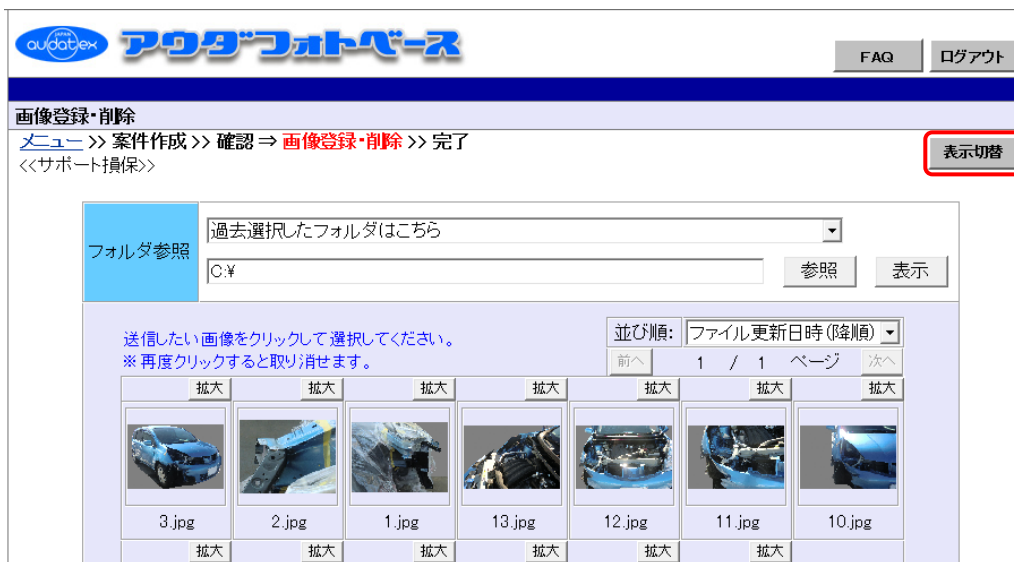 JAPAN
audatex アウダフォトベース
FAQ ログアウト
画像登録・削除
メニュー >> 案件作成 >> 確認 ⇒ 画像登録・削除 >> 完了
表示切替
<<サポート損保>>
フォルダ参照
過去選択したフォルダはこちら
C:¥ 参照 表示
送信したい画像をクリックして選択してください。
※再度クリックすると取り消せます。
並び順: ファイル更新日時(降順)
前へ 1 / 1 ページ 次へ
拡大 拡大 拡大 拡大 拡大 拡大 拡大
3.jpg 2.jpg 1.jpg 13.jpg 12.jpg 11.jpg 10.jpg
拡大 拡大 拡大 拡大 拡大 拡大